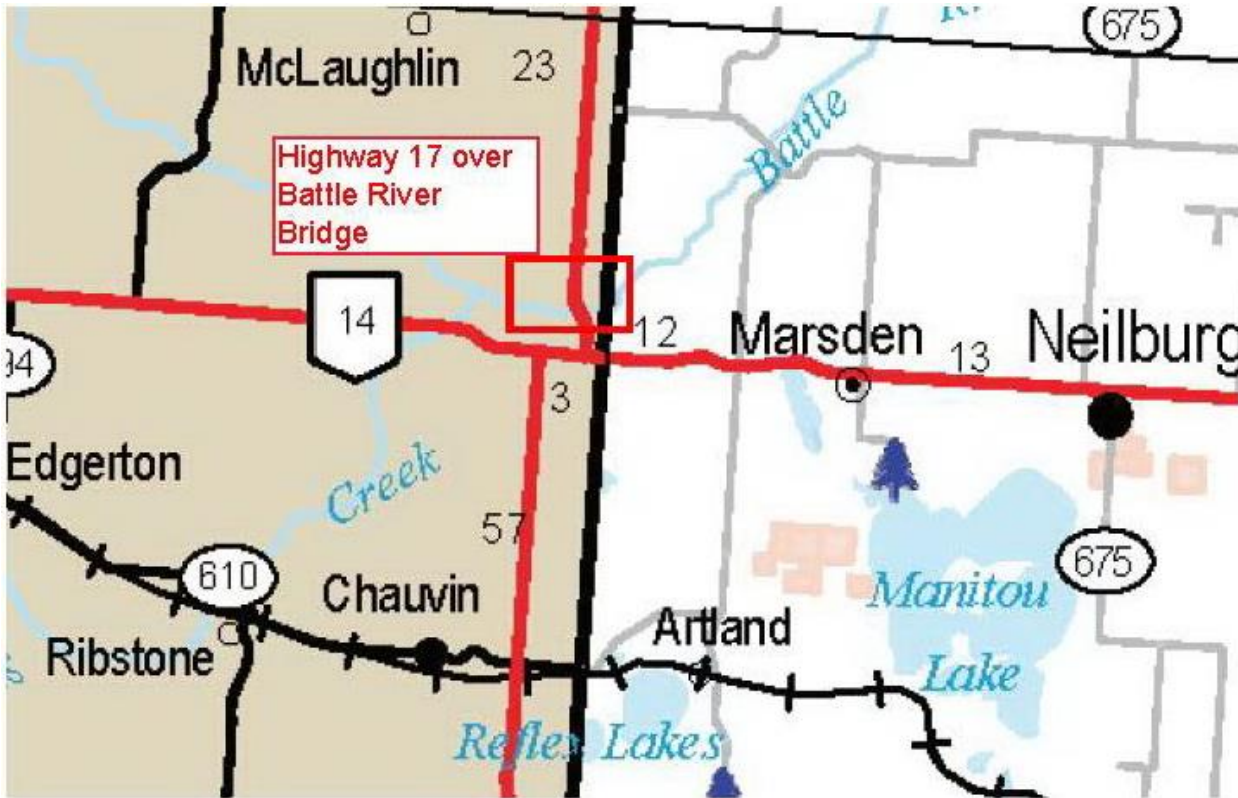 675
McLaughlin
23
Highway 17 over
Battle River
Bridge
Battle
14
12
Marsden
Neilburg
13
94
3
Edgerton
Creek
57
610
Chauvin
675
Manitou
Lake
Artland
Ribstone
Reflex Lakes